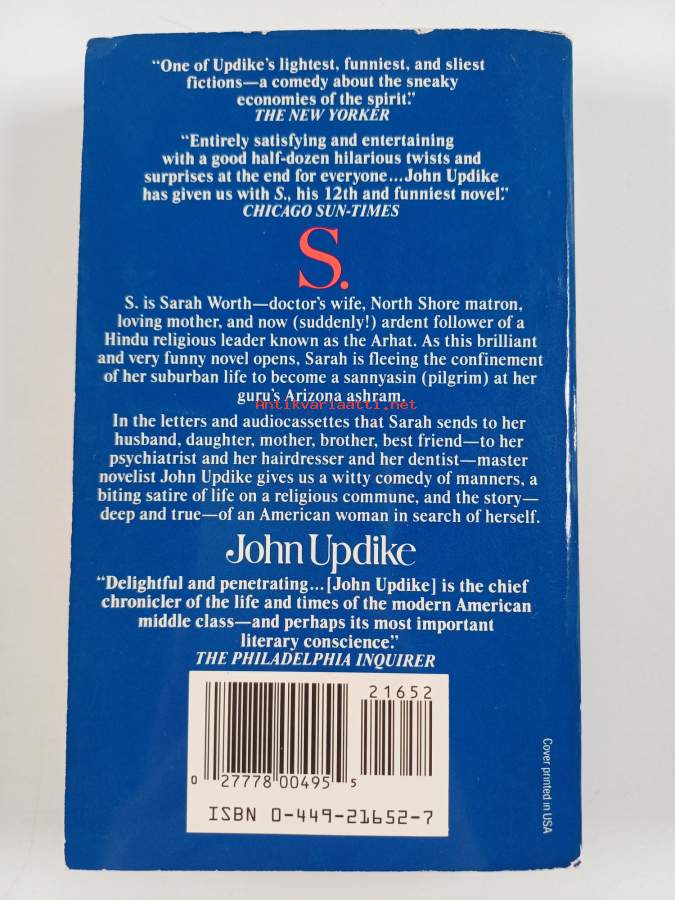 “One of Updike’s lightest, funniest, and sliest
fictions—a comedy about the sneaky
economies of the spirit.”
THE NEW YORKER
“Entirely satisfying and entertaining
with a good half-dozen hilarious twists and
surprises at the end for everyone...John Updike
has given us with S., his 12th and funniest novel.”
CHICAGO SUN-TIMES
S.
S. is Sarah Worth—doctor’s wife, North Shore matron,
loving mother, and now (suddenly!) ardent follower of a
Hindu religious leader known as the Arhat. As this brilliant
and very funny novel opens, Sarah is fleeing the confinement
of her suburban life to become a sannyasin (pilgrim) at her
guru’s Arizona ashram.
Antikvariaatti.net
In the letters and audiocassettes that Sarah sends to her
husband, daughter, mother, brother, best friend—to her
psychiatrist and her hairdresser and her dentist—master
novelist John Updike gives us a witty comedy of manners, a
biting satire of life on a religious commune, and the story—
deep and true—of an American woman in search of herself.
John Updike
“Delightful and penetrating...[John Updike] is the chief
chronicler of the life and times of the modern American
middle class—and perhaps its most important
literary conscience.”
THE PHILADELPHIA INQUIRER
21652
0 27778 00495 5
ISBN 0-449-21652-7
Cover printed in USA